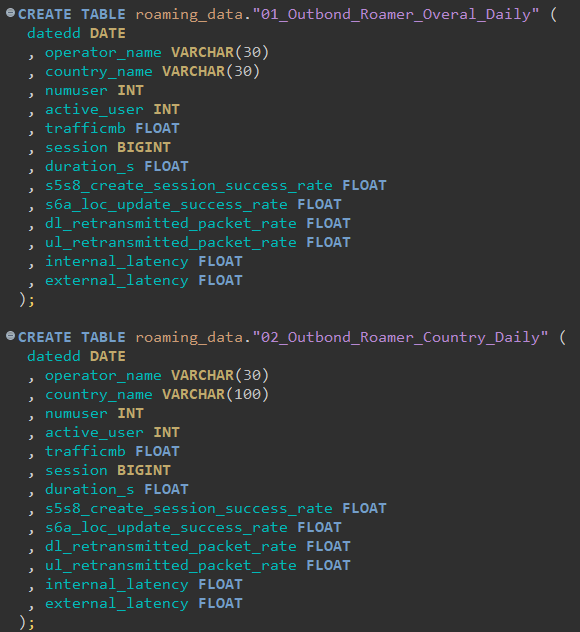 CREATE TABLE roaming_data."01_Outbond_Roamer_Overal_Daily" (
datedd DATE
, operator_name VARCHAR(30)
, country_name VARCHAR(30)
, numuser INT
, active_user INT
, trafficmb FLOAT
, session BIGINT
, duration_s FLOAT
, s5s8_create_session_success_rate FLOAT
, s6a_loc_update_success_rate FLOAT
, dl_retransmitted_packet_rate FLOAT
, ul_retransmitted_packet_rate FLOAT
, internal_latency FLOAT
, external_latency FLOAT
);
CREATE TABLE roaming_data."02_Outbond_Roamer_Country_Daily" (
datedd DATE
, operator_name VARCHAR(30)
, country_name VARCHAR(100)
, numuser INT
, active_user INT
, trafficmb FLOAT
, session BIGINT
, duration_s FLOAT
, s5s8_create_session_success_rate FLOAT
, s6a_loc_update_success_rate FLOAT
, dl_retransmitted_packet_rate FLOAT
, ul_retransmitted_packet_rate FLOAT
, internal_latency FLOAT
, external_latency FLOAT
);